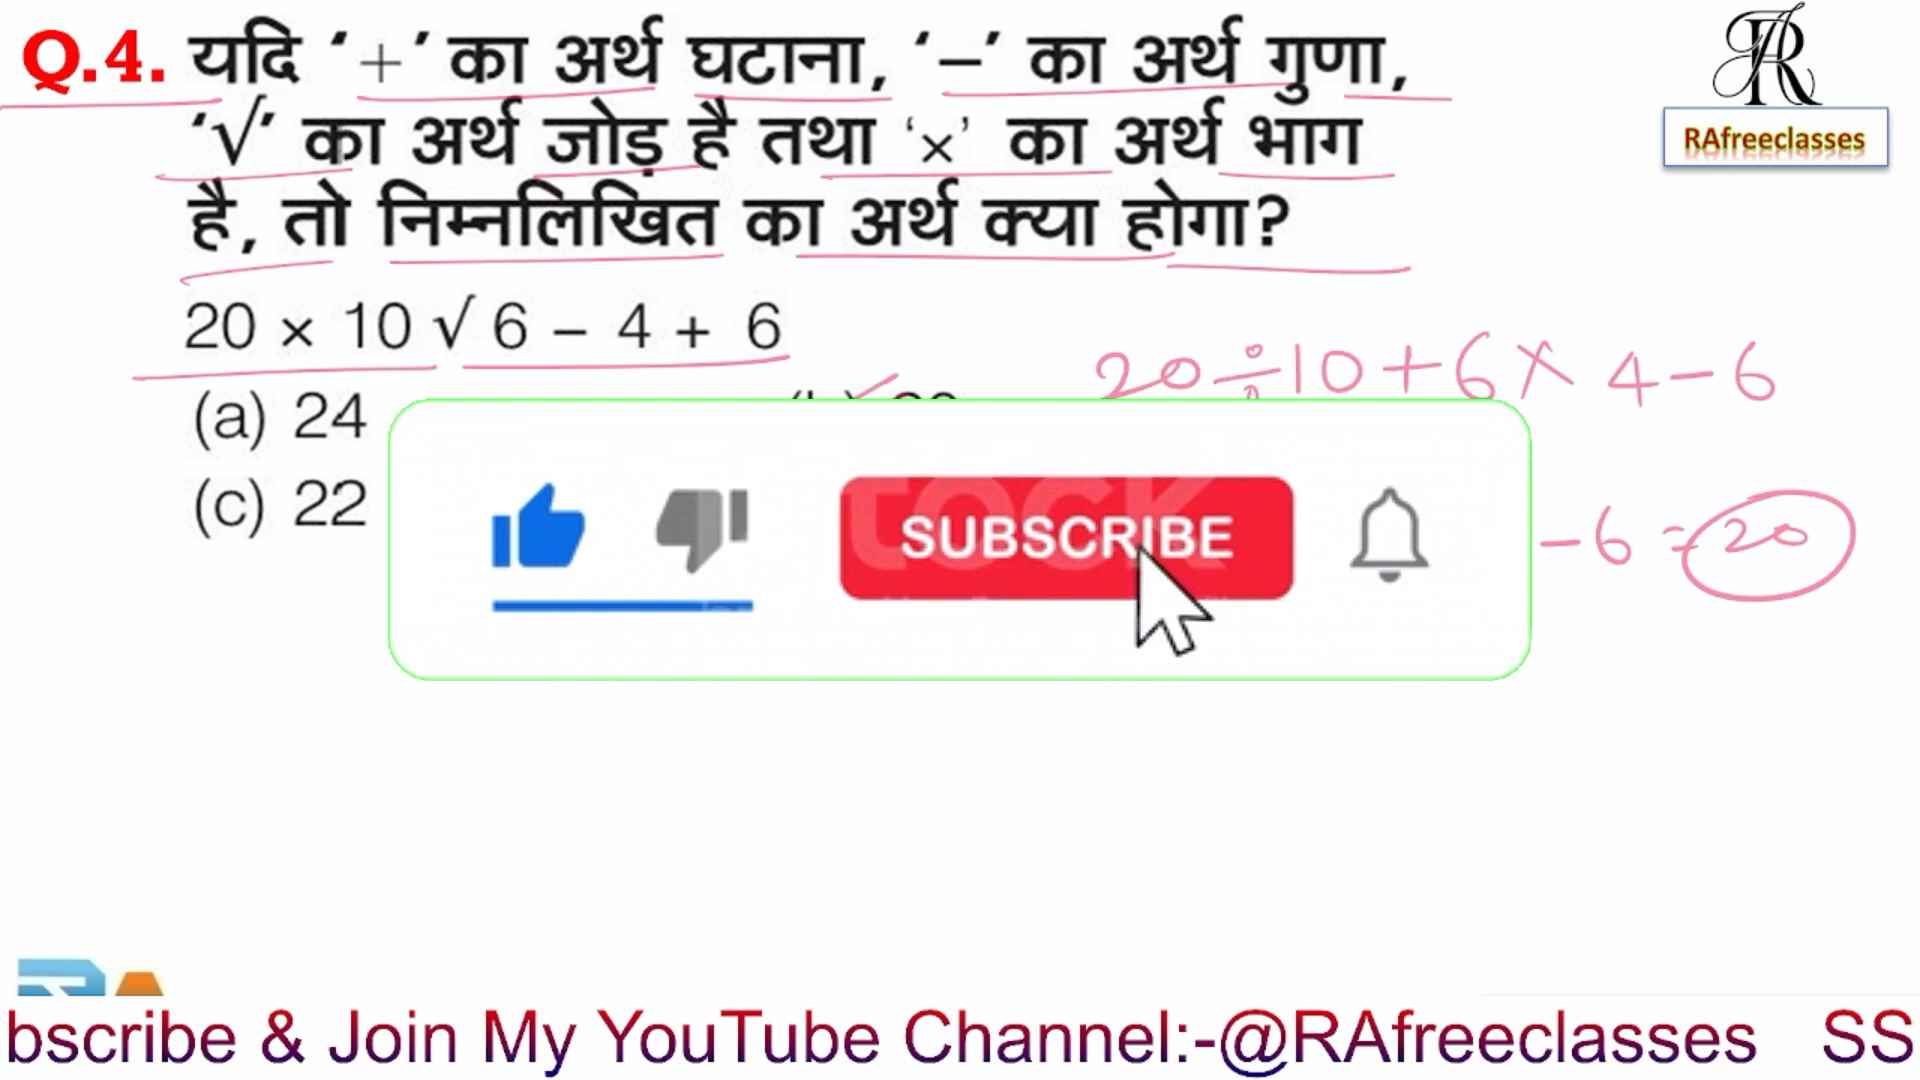 Q.4. यदि ‘+’ का अर्थ घटाना, ‘–’ का अर्थ गुणा,
‘√’ का अर्थ जोड़ है तथा ‘×’ का अर्थ भाग
है, तो निम्नलिखित का अर्थ क्या होगा?
20 × 10 √ 6 – 4 + 6
(a) 24
(c) 22
20 ÷ 10 + 6 × 4 - 6
- 6 = 20
RAfreeclasses
SUBSCRIBE
bscribe & Join My YouTube Channel:-@RAfreeclasses SS